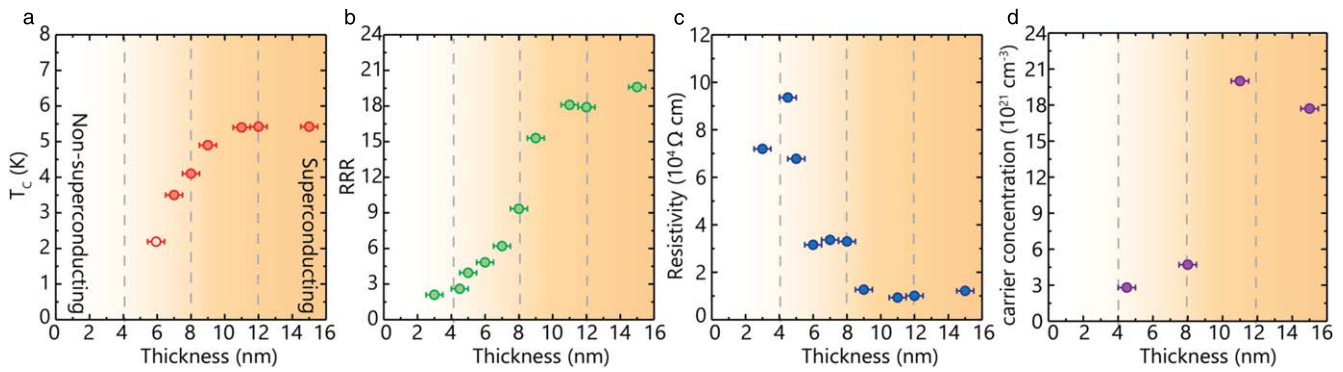 a
8
7
6
5
4
3
2
1
0
T_C (K)
Non-superconducting
Superconducting
0 2 4 6 8 10 12 14 16
Thickness (nm)
b
24
21
18
15
12
9
6
3
0
RRR
0 2 4 6 8 10 12 14 16
Thickness (nm)
c
12
10
8
6
4
2
0
Resistivity (10⁴ Ω cm)
0 2 4 6 8 10 12 14 16
Thickness (nm)
d
24
21
18
15
12
9
6
3
0
carrier concentration (10²¹ cm⁻³)
0 2 4 6 8 10 12 14 16
Thickness (nm)